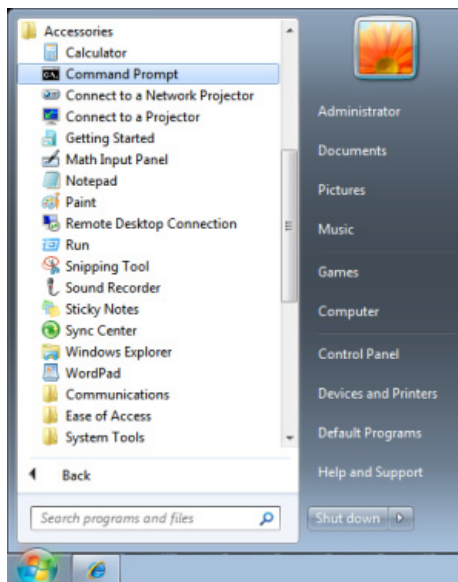 Accessories
Calculator
Command Prompt
Connect to a Network Projector
Connect to a Projector
Getting Started
Math Input Panel
Notepad
Paint
Remote Desktop Connection
Run
Snipping Tool
Sound Recorder
Sticky Notes
Sync Center
Windows Explorer
WordPad
Communications
Ease of Access
System Tools
Back
Search programs and files
Administrator
Documents
Pictures
Music
Games
Computer
Control Panel
Devices and Printers
Default Programs
Help and Support
Shut down